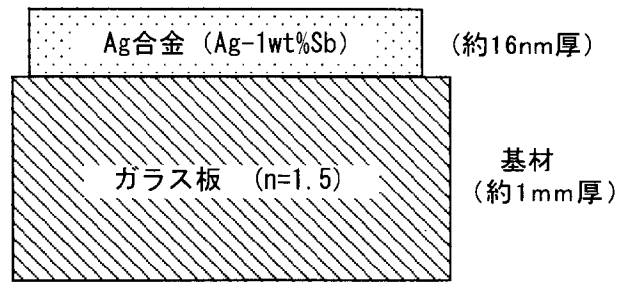 Ag合金（Ag-1wt%Sb）
（約16nm厚）
ガラス板　（n=1.5）
基材
（約1mm厚）